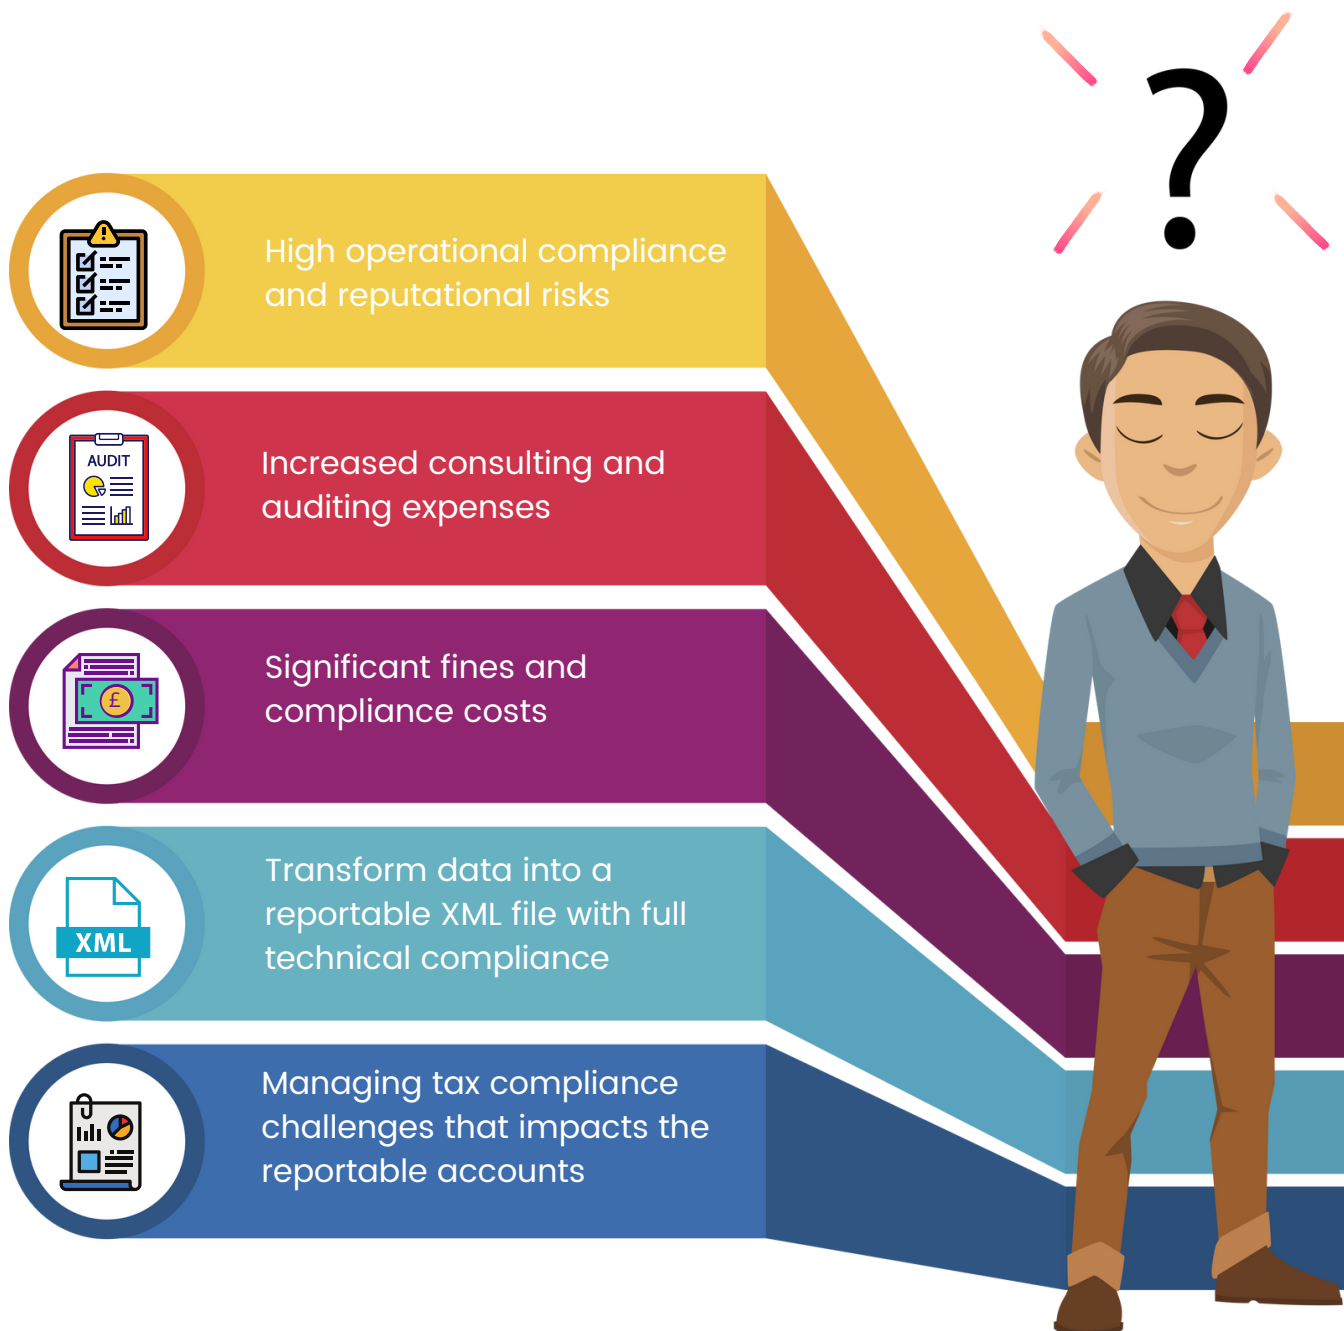 ?
High operational compliance
and reputational risks
AUDIT
Increased consulting and
auditing expenses
£
Significant fines and
compliance costs
XML
Transform data into a
reportable XML file with full
technical compliance
Managing tax compliance
challenges that impacts the
reportable accounts